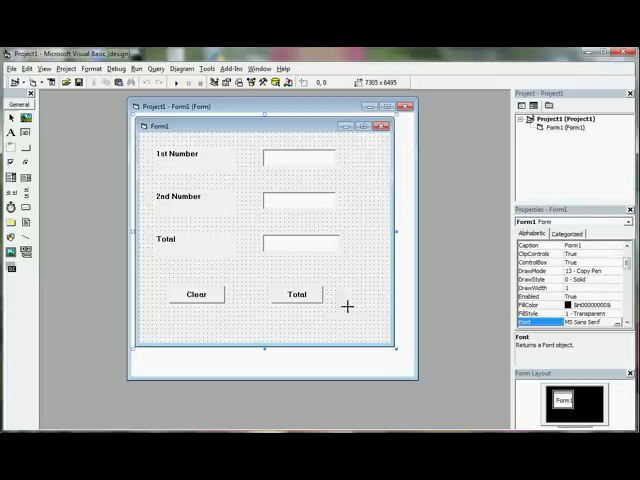 Project1 - Microsoft Visual Basic [design]
File Edit View Project Format Debug Run Query Diagram Tools Add-Ins Window Help
0, 0
7305 x 6495
General
Project1 - Form1 (Form)
Form1
1st Number
2nd Number
Total
Clear
Total
Project - Project1
Project1 (Project1)
Form1 (Form1)
Properties - Form1
Form1 Form
Alphabetic Categorized
Caption Form1
ClipControls True
ControlBox True
DrawMode 13 - Copy Pen
DrawStyle 0 - Solid
DrawWidth 1
Enabled True
FillColor &H00000000&
FillStyle 1 - Transparent
Font MS Sans Serif ...
Font
Returns a Font object.
Form Layout
Form1